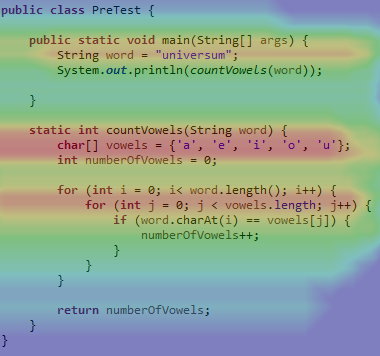 public class PreTest {
public static void main(String[] args) {
String word = "universum";
System.out.println(countVowels(word));
}
static int countVowels(String word) {
char[] vowels = {'a', 'e', 'i', 'o', 'u'};
int numberOfVowels = 0;
for (int i = 0; i< word.length(); i++) {
for (int j = 0; j < vowels.length; j++) {
if (word.charAt(i) == vowels[j]) {
numberOfVowels++;
}
}
}
return numberOfVowels;
}
}